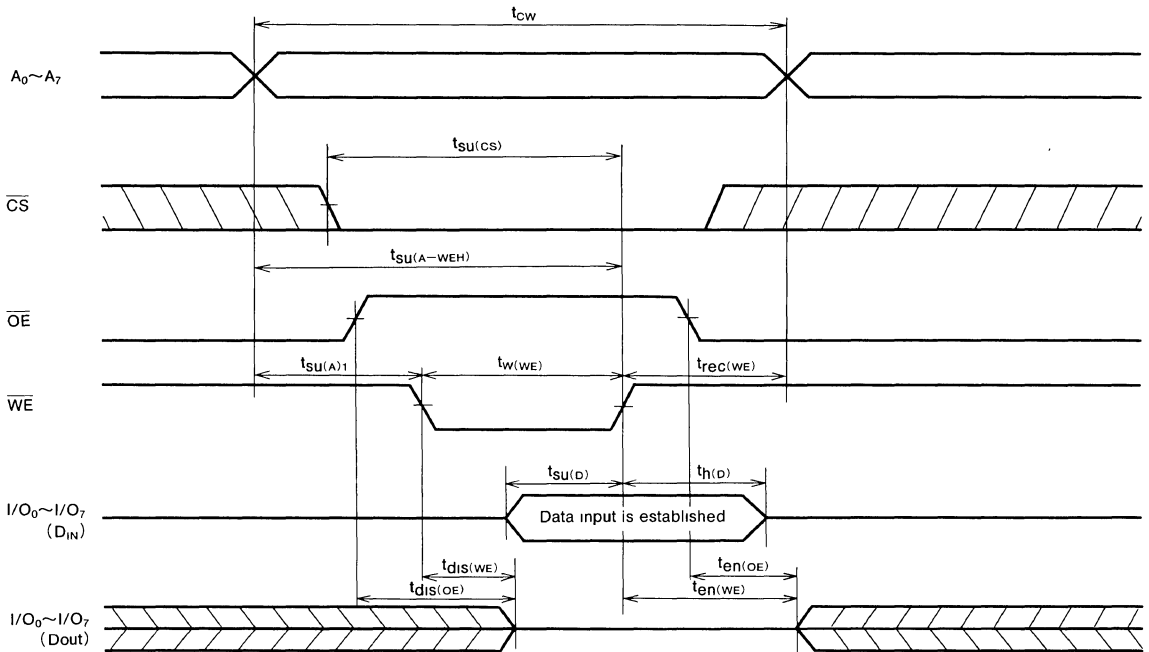 tCW
A0～A7
tsu(CS)
CS
tsu(A−WEH)
OE
tsu(A)1
tw(WE)
trec(WE)
WE
tsu(D)
th(D)
I/O0～I/O7
(DIN)
Data input is established
tdis(WE)
ten(OE)
tdis(OE)
ten(WE)
I/O0～I/O7
(Dout)